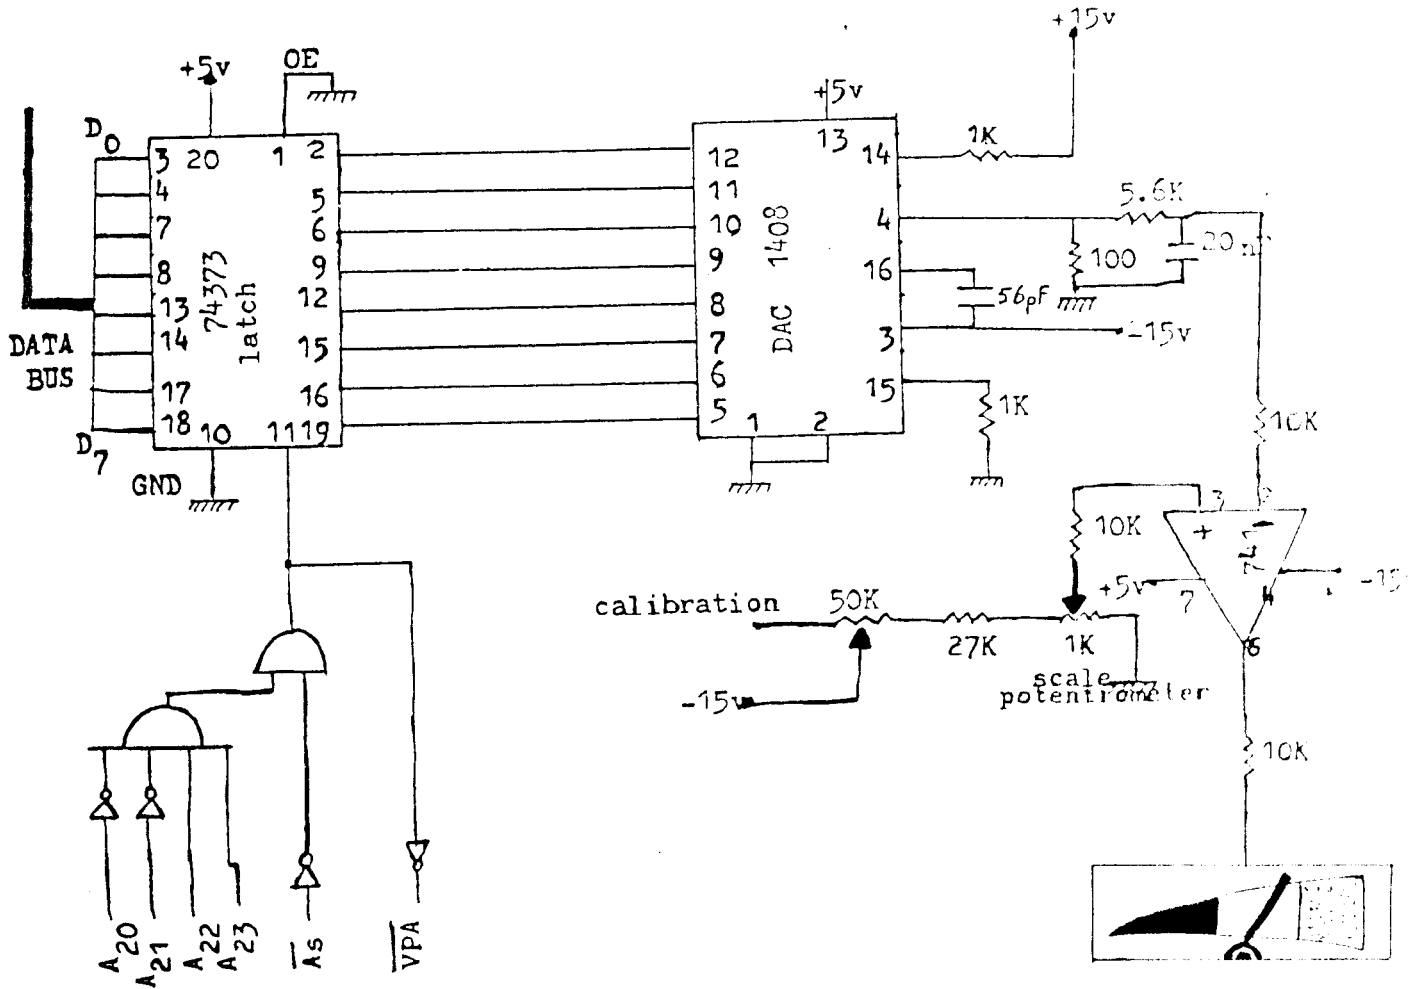 +15v
+5v
OE
+5v
D0
3 20 1 2
4
5
7
6
8
9
13
12
14
15
17
16
18 10 11 19
74373
latch
DATA
BUS
D7
GND
13
12
14
11
10
4
9
16
8
7
3
6
15
5
1 2
DAC 1408
1K
5.6K
100
20n
56pF
-15v
1K
10K
3 2
10K
+
741
+5v
7
4
-15
6
calibration
50K
27K
1K
scale
potentrometer
-15v
10K
A20
A21
A22
A23
As
VPA